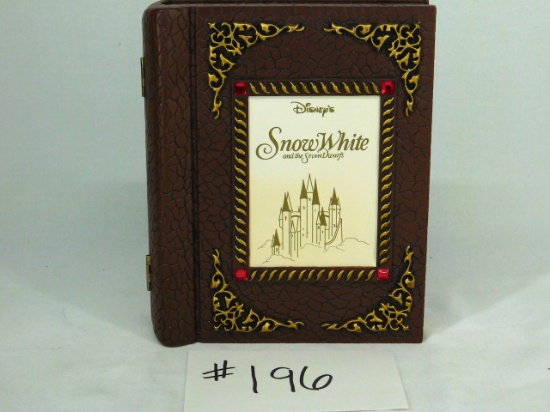 Disney's
Snow White
and the Seven Dwarfs
#196